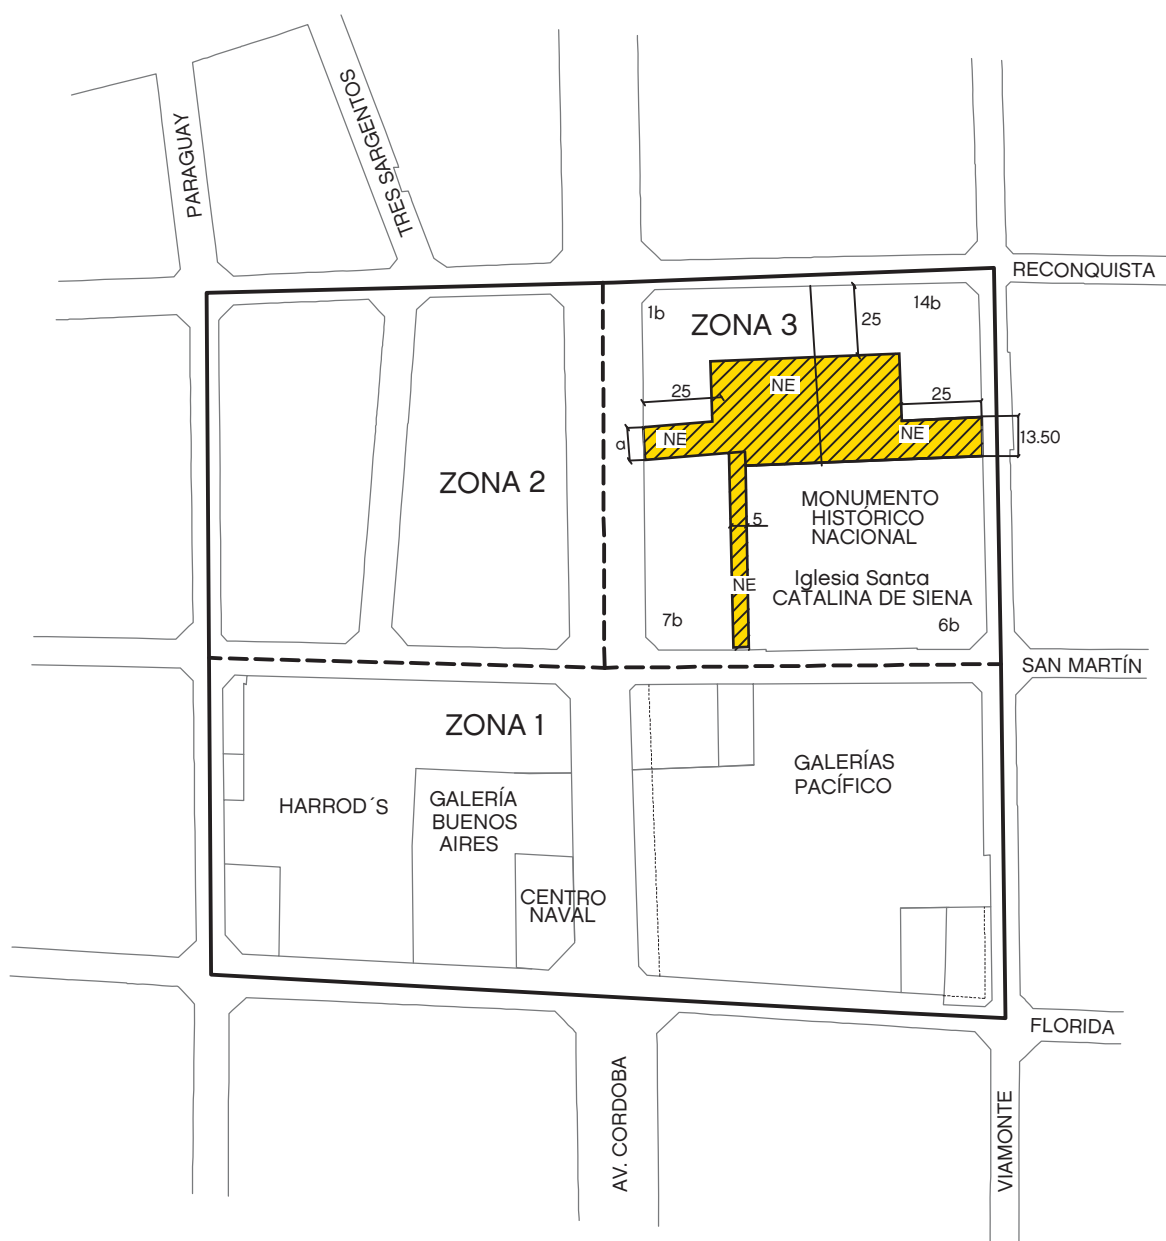 PARAGUAY
TRES SARGENTOS
RECONQUISTA
1b
ZONA 3
25
14b
25
NE
25
a
NE
NE
13.50
ZONA 2
MONUMENTO
HISTÓRICO
NACIONAL
5
NE
Iglesia Santa
CATALINA DE SIENA
7b
6b
SAN MARTÍN
ZONA 1
GALERÍAS
PACÍFICO
HARROD´S
GALERÍA
BUENOS
AIRES
CENTRO
NAVAL
FLORIDA
AV. CORDOBA
VIAMONTE